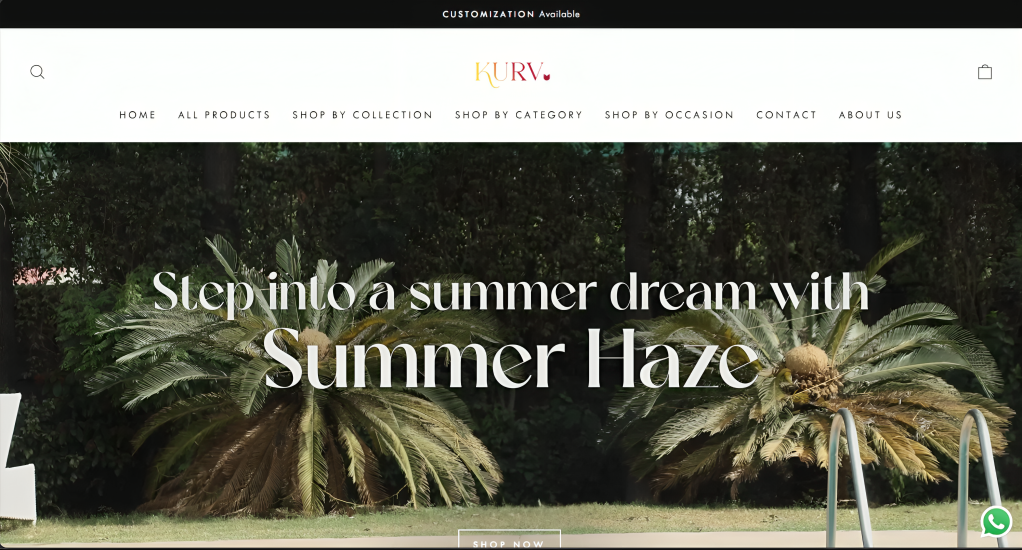 CUSTOMIZATION Available
KURV
HOME ALL PRODUCTS SHOP BY COLLECTION SHOP BY CATEGORY SHOP BY OCCASION CONTACT ABOUT US
Step into a summer dream with
Summer Haze
SHOP NOW